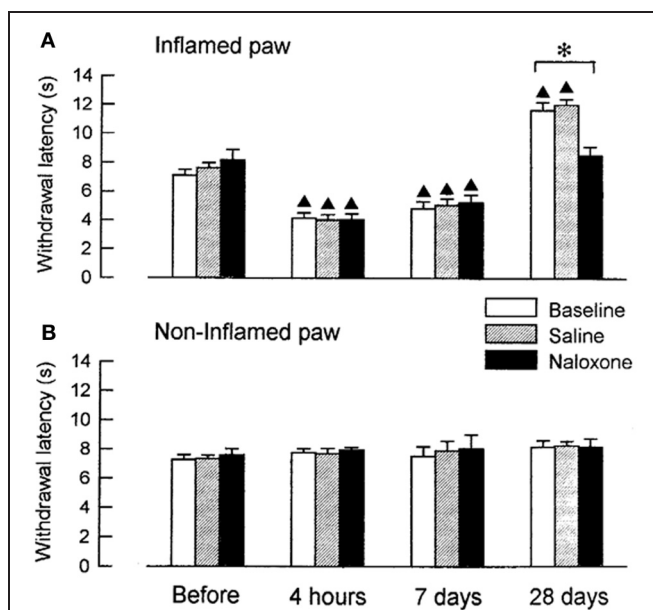 A Inflamed paw *
Withdrawal latency (s)
14
12
10
8
6
4
2
0
▲ ▲ ▲ ▲ ▲ ▲ ▲ ▲
Baseline
Saline
Naloxone
B Non-Inflamed paw
Withdrawal latency (s)
14
12
10
8
6
4
2
0
Before 4 hours 7 days 28 days